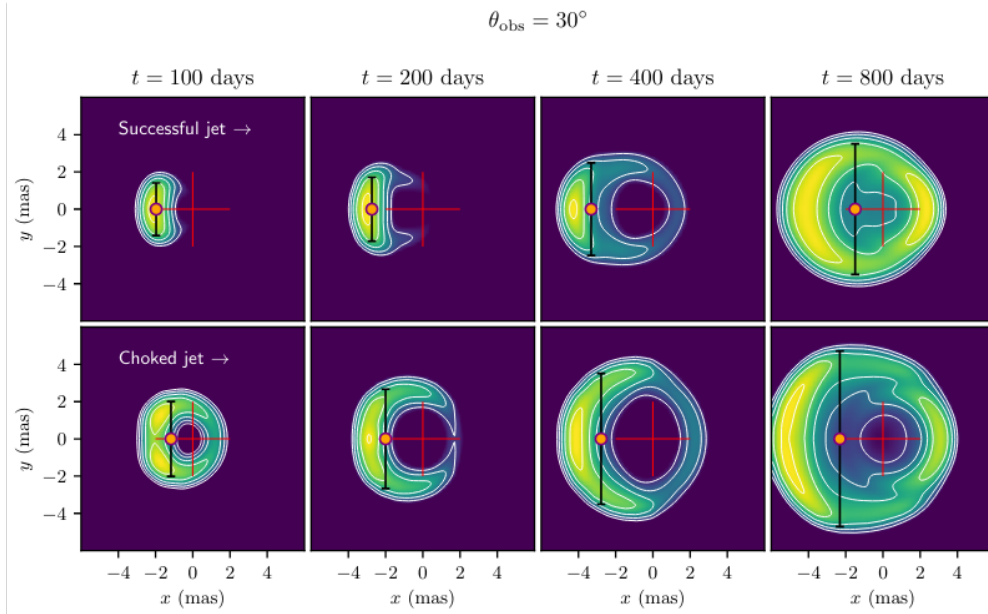 θ_obs = 30°
t = 100 days
t = 200 days
t = 400 days
t = 800 days
Successful jet →
4
2
0
−2
−4
y (mas)
Choked jet →
4
2
0
−2
−4
y (mas)
−4 −2 0 2 4
−4 −2 0 2 4
−4 −2 0 2 4
−4 −2 0 2 4
x (mas)
x (mas)
x (mas)
x (mas)